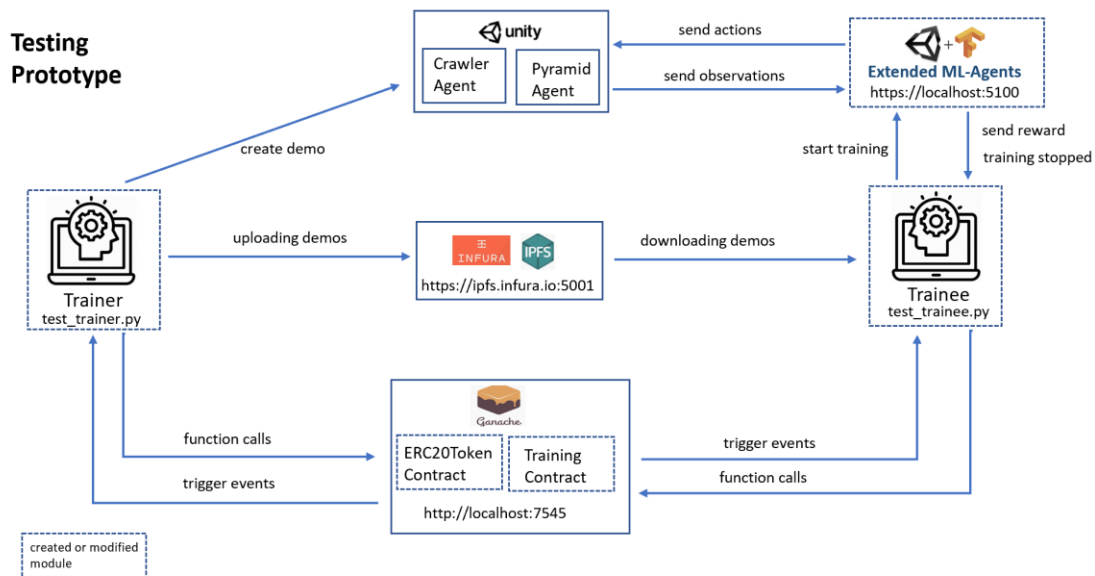 Testing
Prototype
unity
Crawler
Agent
Pyramid
Agent
send actions
send observations
+
Extended ML-Agents
https://localhost:5100
create demo
start training
send reward
training stopped
Trainer
test_trainer.py
uploading demos
INFURA
IPFS
https://ipfs.infura.io:5001
downloading demos
Trainee
test_trainee.py
function calls
trigger events
Ganache
ERC20Token
Contract
Training
Contract
http://localhost:7545
trigger events
function calls
created or modified
module